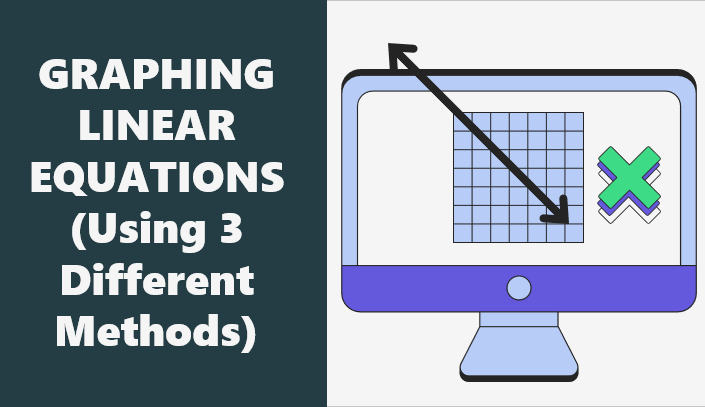 GRAPHING
LINEAR
EQUATIONS
(Using 3
Different
Methods)